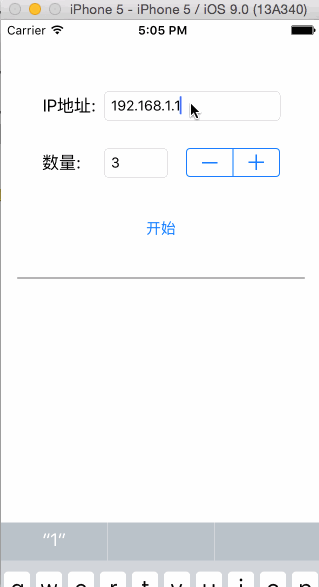 iPhone 5 - iPhone 5 / iOS 9.0 (13A340)
Carrier 5:05 PM
IP地址: 192.168.1.1
数量: 3 — +
开始
“1”
q w e r t y u i o p